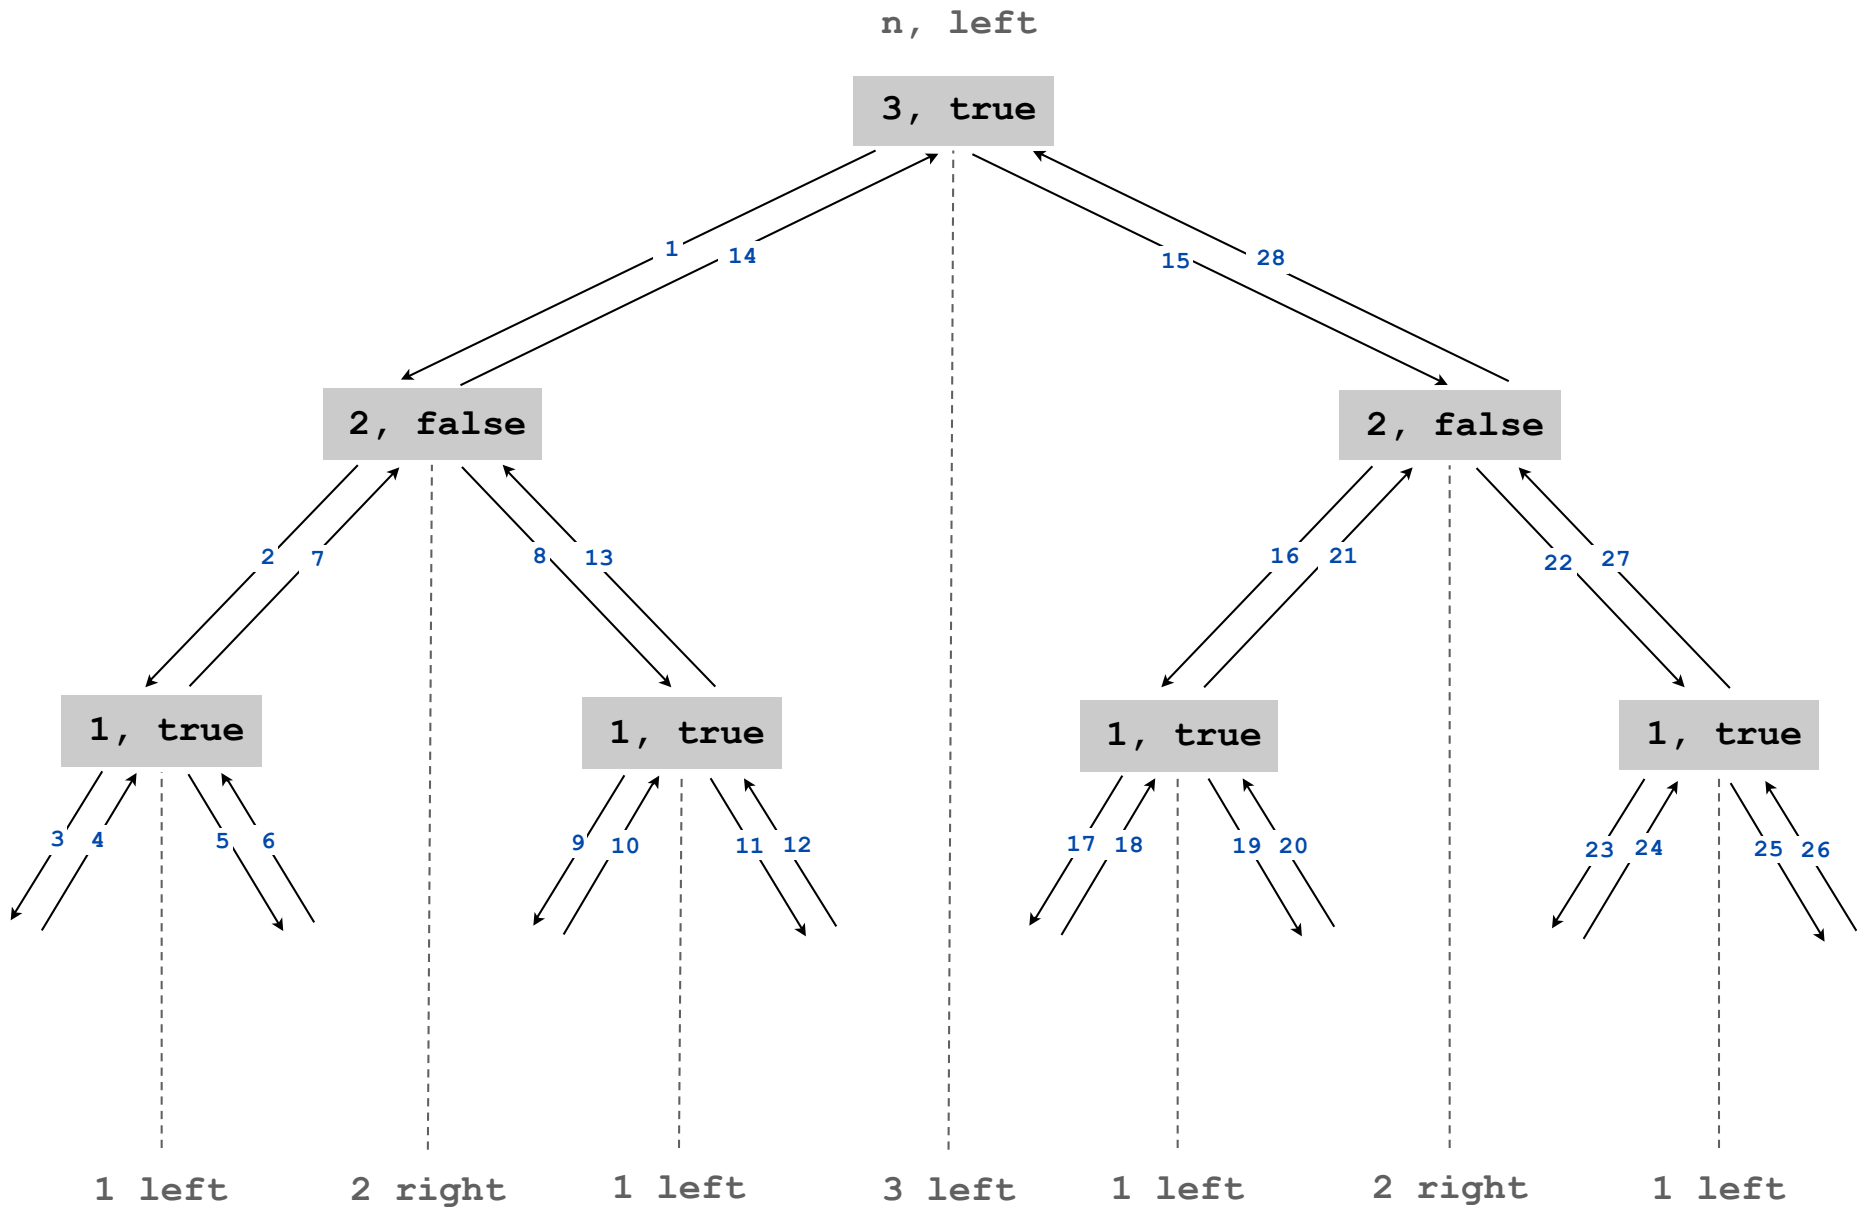 n, left
3, true
1
14
15
28
2, false
2, false
2
7
8
13
16
21
22
27
1, true
1, true
1, true
1, true
3
4
5
6
9
10
11
12
17
18
19
20
23
24
25
26
1 left
2 right
1 left
3 left
1 left
2 right
1 left